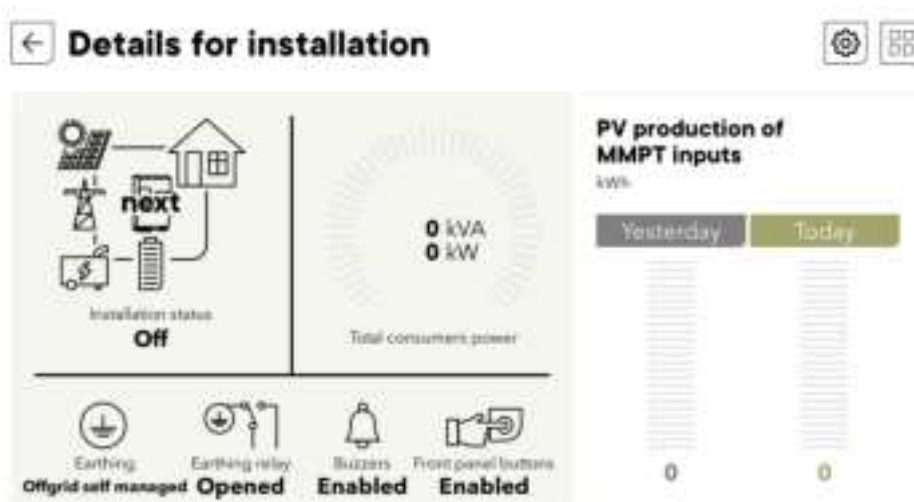 Details for installation
next
Installation status
Off
0 kVA
0 kW
Total consumers power
PV production of
MMPT inputs
kWh
Yesterday
Today
0
0
Earthing
Offgrid self managed
Earthing relay
Opened
Buzzers
Enabled
Front panel buttons
Enabled